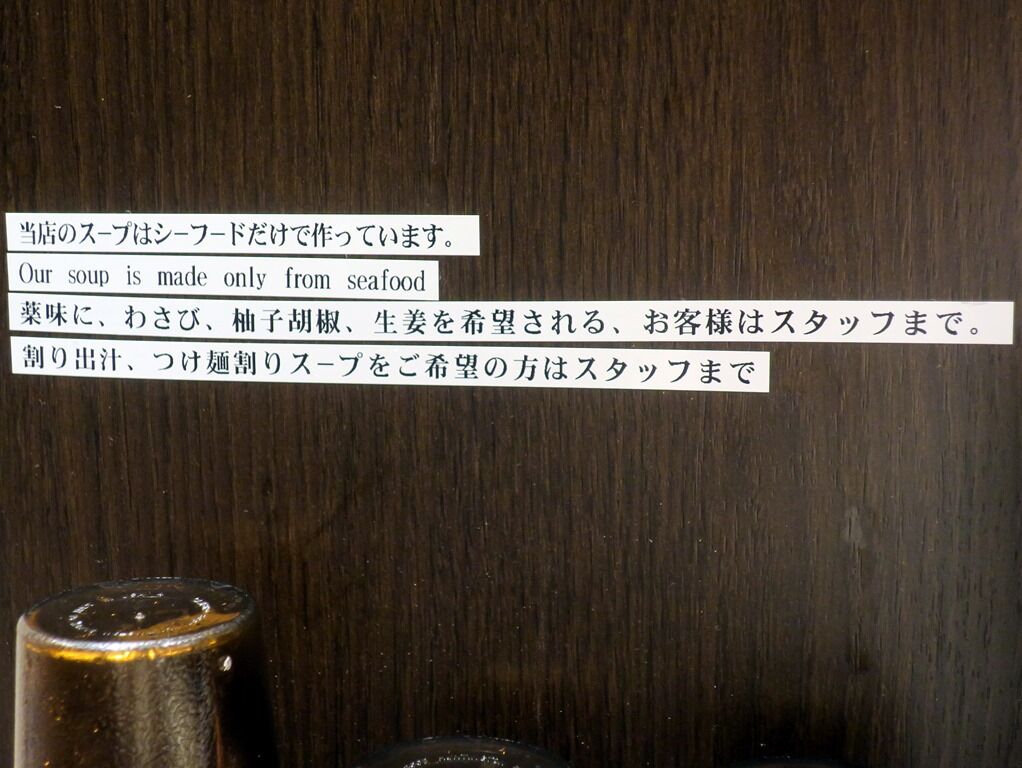 当店のスープはシーフードだけで作っています。
Our soup is made only from seafood
薬味に、わさび、柚子胡椒、生姜を希望される、お客様はスタッフまで。
割り出汁、つけ麺割りスープをご希望の方はスタッフまで